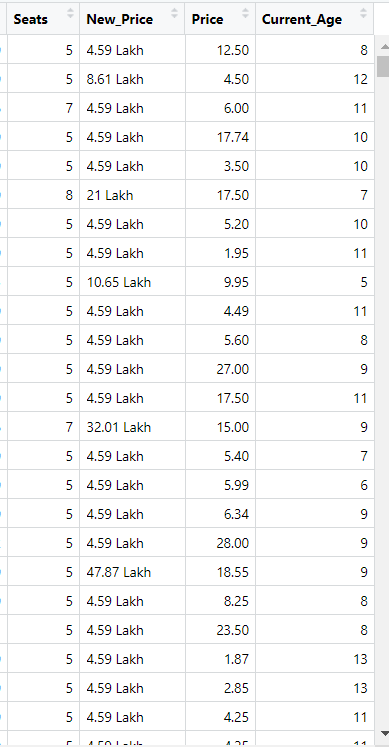 Seats New_Price Price Current_Age
5 4.59 Lakh 12.50 8
5 8.61 Lakh 4.50 12
7 4.59 Lakh 6.00 11
5 4.59 Lakh 17.74 10
5 4.59 Lakh 3.50 10
8 21 Lakh 17.50 7
5 4.59 Lakh 5.20 10
5 4.59 Lakh 1.95 11
5 10.65 Lakh 9.95 5
5 4.59 Lakh 4.49 11
5 4.59 Lakh 5.60 8
5 4.59 Lakh 27.00 9
5 4.59 Lakh 17.50 11
7 32.01 Lakh 15.00 9
5 4.59 Lakh 5.40 7
5 4.59 Lakh 5.99 6
5 4.59 Lakh 6.34 9
5 4.59 Lakh 28.00 9
5 47.87 Lakh 18.55 9
5 4.59 Lakh 8.25 8
5 4.59 Lakh 23.50 8
5 4.59 Lakh 1.87 13
5 4.59 Lakh 2.85 13
5 4.59 Lakh 4.25 11